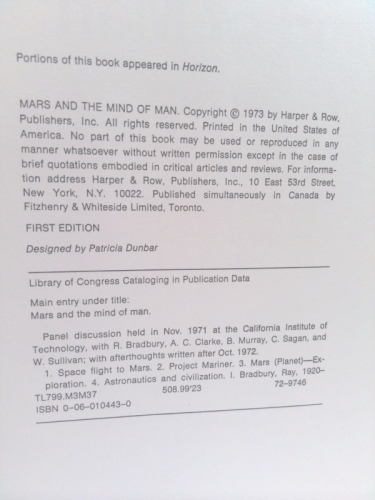 Portions of this book appeared in Horizon.
MARS AND THE MIND OF MAN. Copyright © 1973 by Harper & Row,
Publishers, Inc. All rights reserved. Printed in the United States of
America. No part of this book may be used or reproduced in any
manner whatsoever without written permission except in the case of
brief quotations embodied in critical articles and reviews. For informa-
tion address Harper & Row, Publishers, Inc., 10 East 53rd Street,
New York, N.Y. 10022. Published simultaneously in Canada by
Fitzhenry & Whiteside Limited, Toronto.
FIRST EDITION
Designed by Patricia Dunbar
Library of Congress Cataloging in Publication Data
Main entry under title:
Mars and the mind of man.
Panel discussion held in Nov. 1971 at the California Institute of
Technology, with R. Bradbury, A. C. Clarke, B. Murray, C. Sagan, and
W. Sullivan; with afterthoughts written after Oct. 1972.
1. Space flight to Mars. 2. Project Mariner. 3. Mars (Planet)—Ex-
ploration. 4. Astronautics and civilization. I. Bradbury, Ray, 1920–
TL799.M3M37 508.99'23 72–9746
ISBN 0–06–010443–0